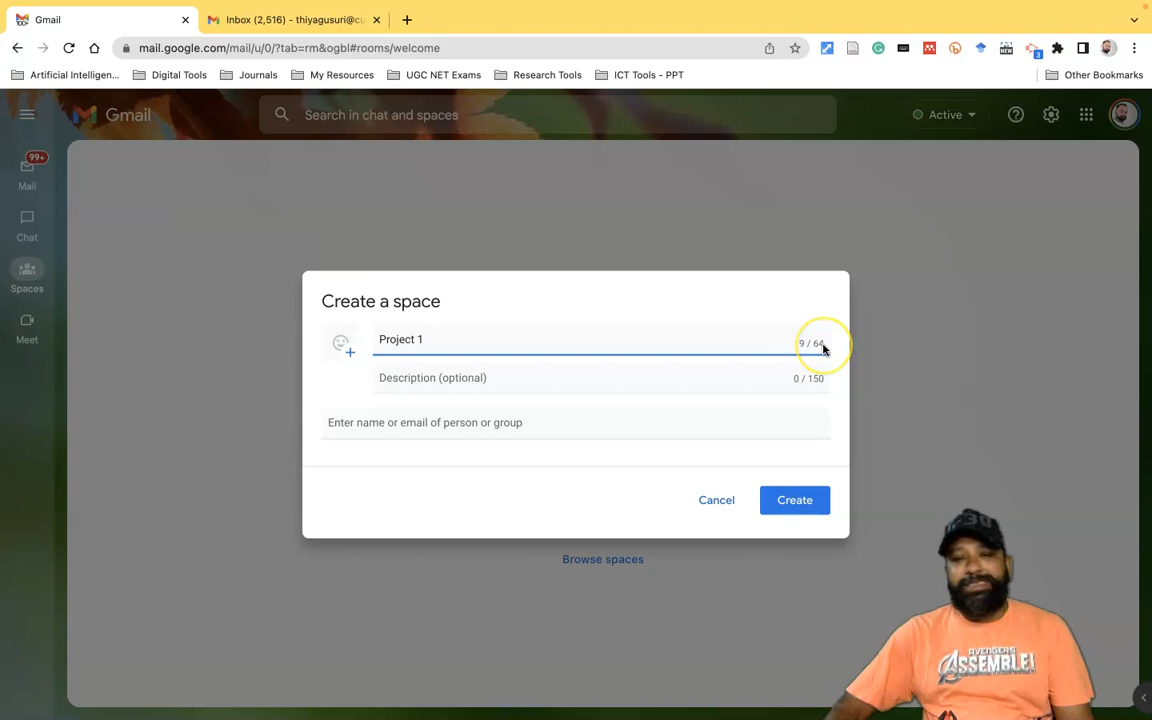 Gmail
Inbox (2,516) - thiyagusuri@cu
mail.google.com/mail/u/0/?tab=rm&ogbl#rooms/welcome
3
Artificial Intelligen...
Digital Tools
Journals
My Resources
UGC NET Exams
Research Tools
ICT Tools - PPT
Other Bookmarks
Gmail
Search in chat and spaces
Active
99+
Mail
Chat
Spaces
Meet
Create a space
Project 1
9 / 64
Description (optional)
0 / 150
Enter name or email of person or group
Cancel
Create
Browse spaces
AVENGERS
ASSEMBLE!